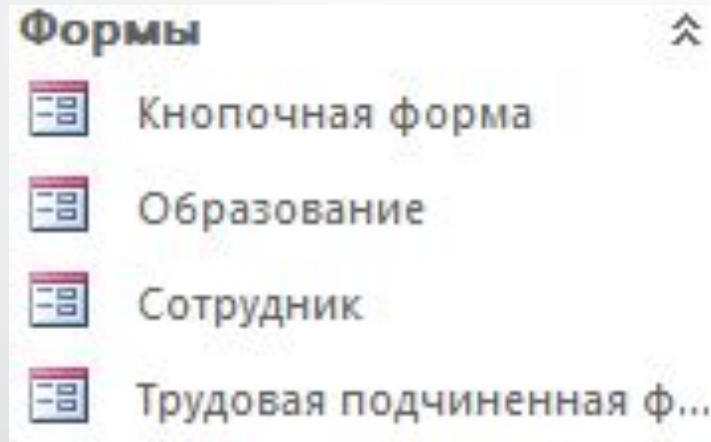 Формы
Кнопочная форма
Образование
Сотрудник
Трудовая подчиненная ф...